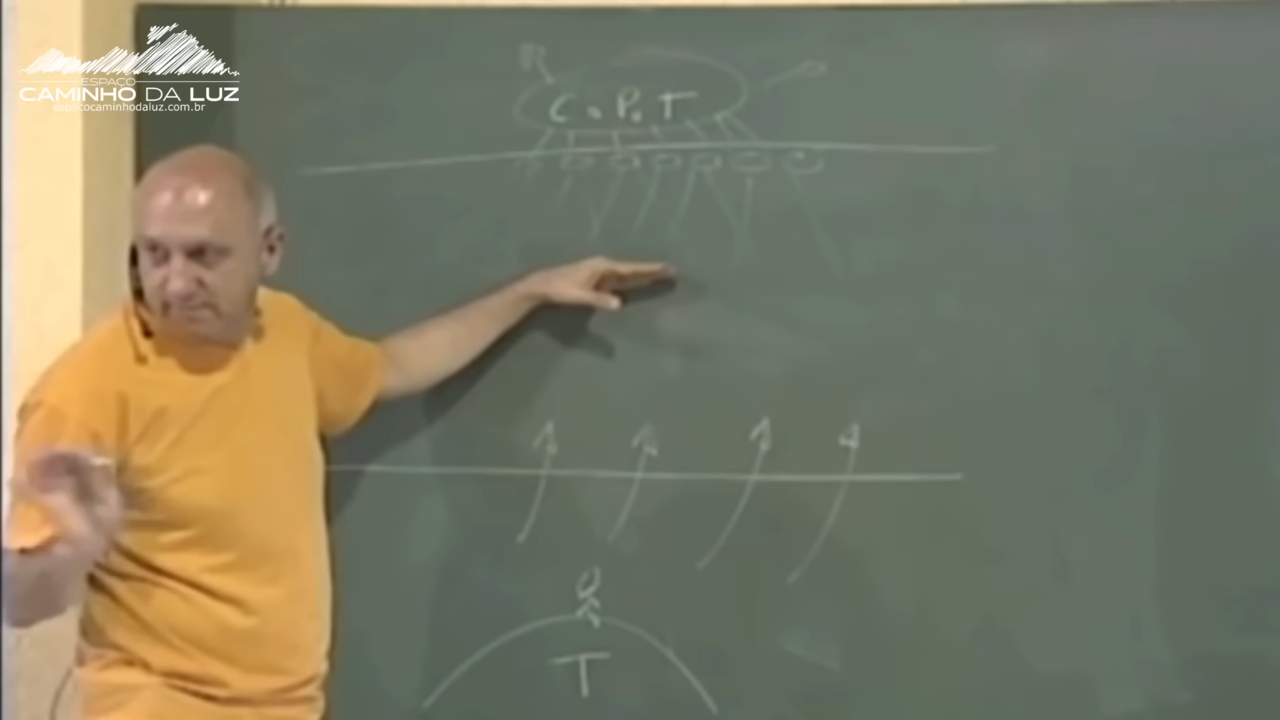 ESPAÇO
CAMINHO DA LUZ
espacocaminhodaluz.com.br
C. P. T
T